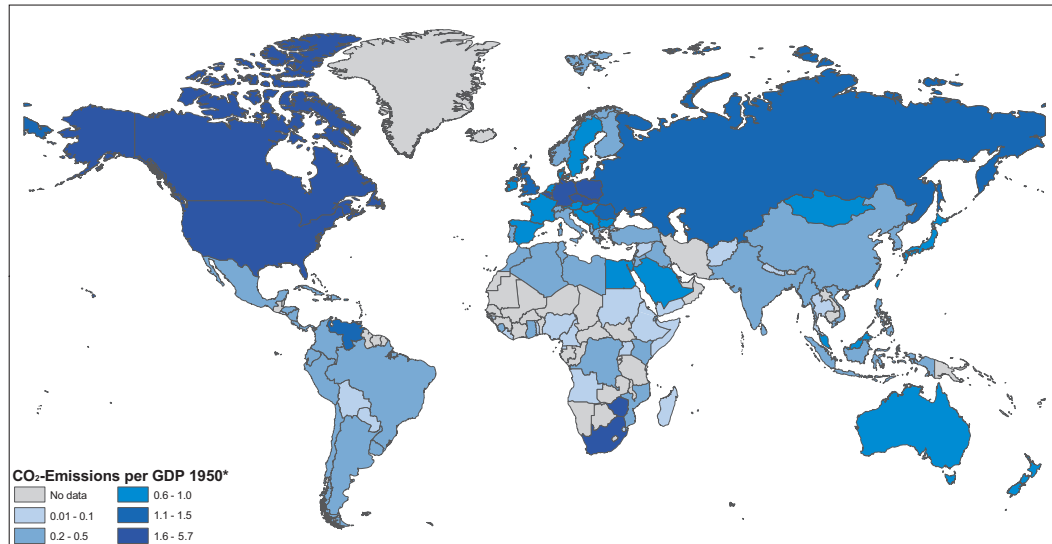 CO₂-Emissions per GDP 1950*
No data
0.01 - 0.1
0.2 - 0.5
0.6 - 1.0
1.1 - 1.5
1.6 - 5.7